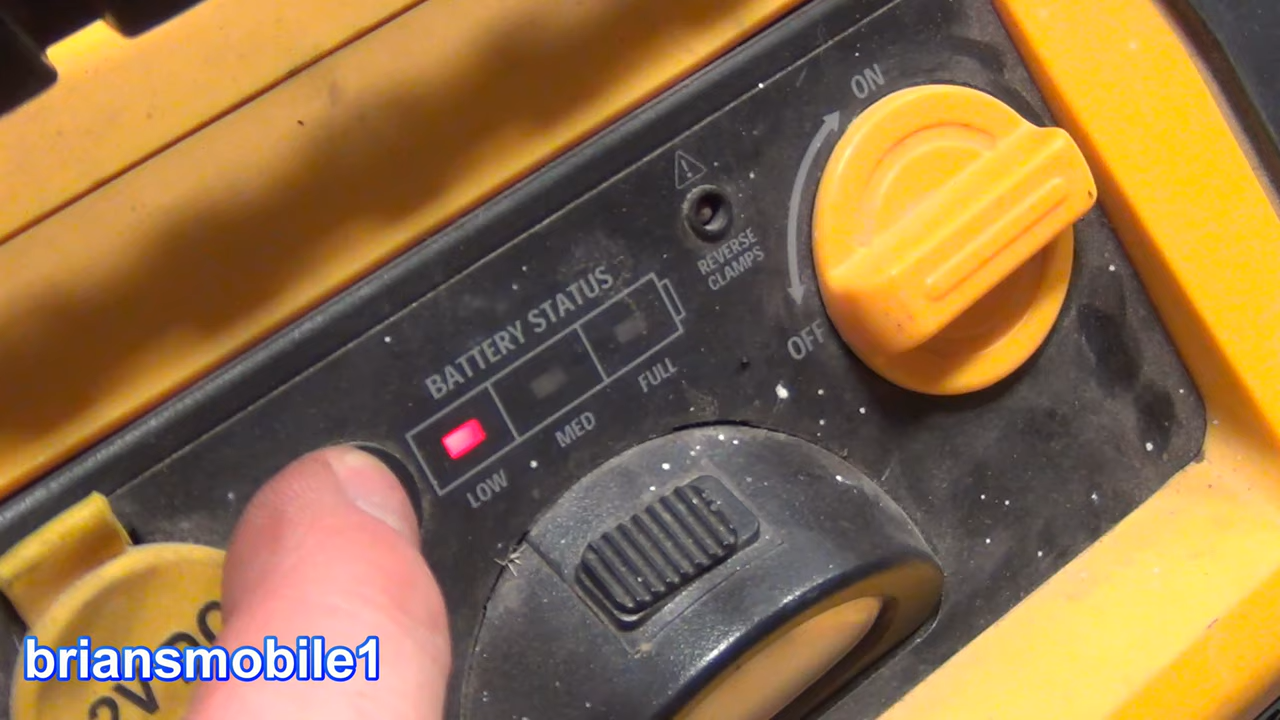 ON
OFF
REVERSE
CLAMPS
BATTERY STATUS
LOW
MED
FULL
briansmobile1